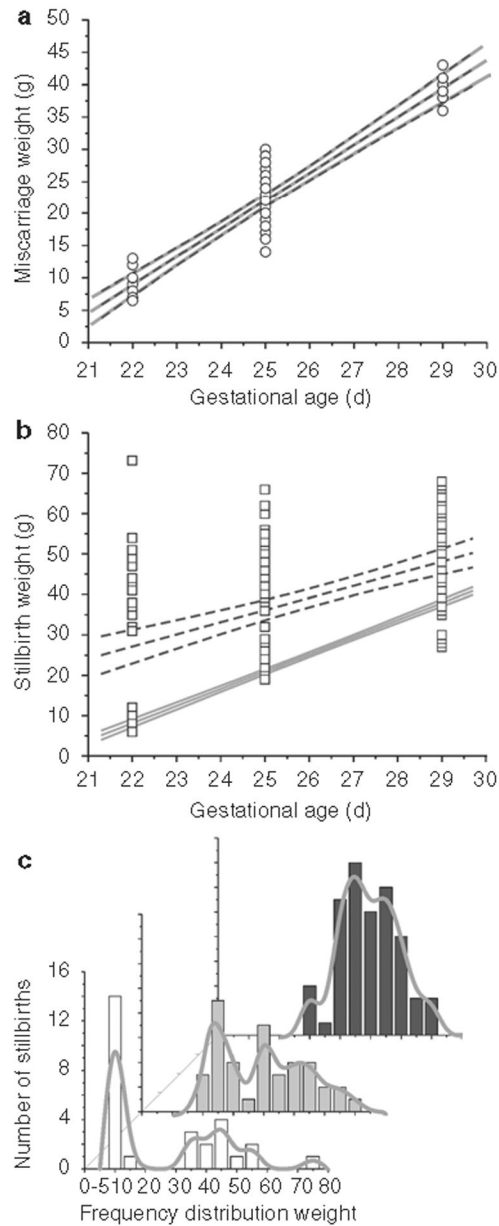 a
Miscarriage weight (g)
50
45
40
35
30
25
20
15
10
5
0
21 22 23 24 25 26 27 28 29 30
Gestational age (d)
b
Stillbirth weight (g)
80
70
60
50
40
30
20
10
0
21 22 23 24 25 26 27 28 29 30
Gestational age (d)
c
Number of stillbirths
16
12
8
4
0
0–5 10 20 30 40 50 60 70 80
Frequency distribution weight